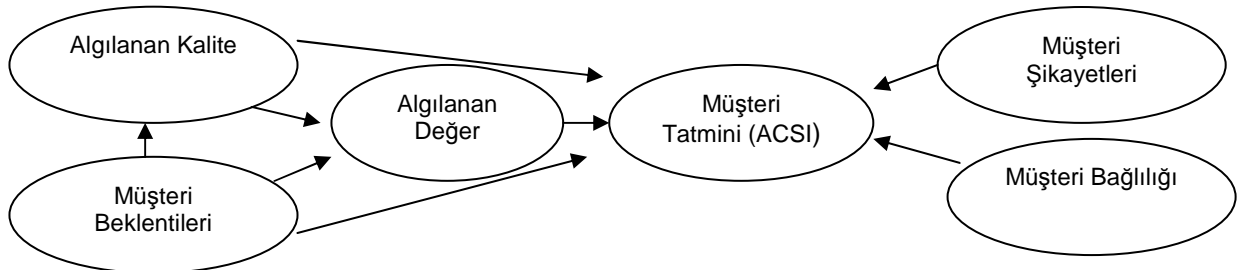 Algılanan Kalite
Müşteri
Beklentileri
Algılanan
Değer
Müşteri
Tatmini (ACSI)
Müşteri
Şikayetleri
Müşteri Bağlılığı